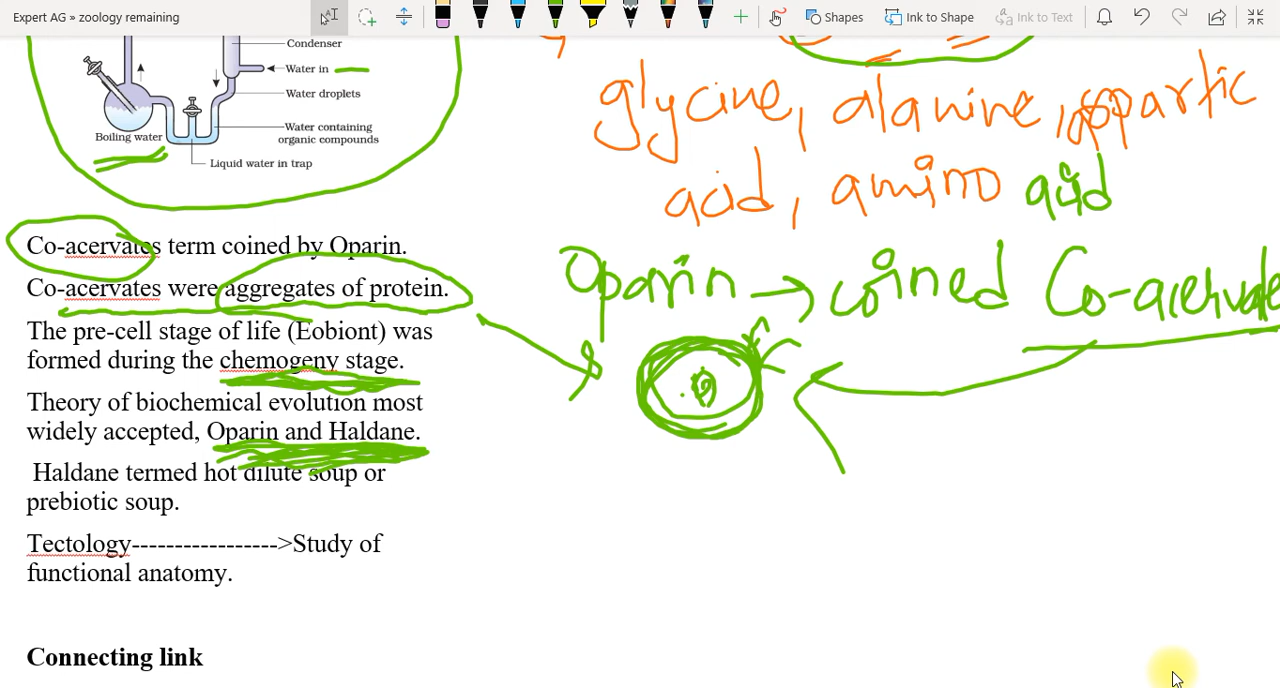 Expert AG » zoology remaining
Shapes
Ink to Shape
Ink to Text
Condenser
Water in
Water droplets
Boiling water
Water containing
organic compounds
Liquid water in trap
glycine, alanine, aspartic
acid, amino acid
Co-acervates term coined by Oparin.
Oparin → coined Co-acervate
Co-acervates were aggregates of protein.
The pre-cell stage of life (Eobiont) was
formed during the chemogeny stage.
Theory of biochemical evolution most
widely accepted, Oparin and Haldane.
Haldane termed hot dilute soup or
prebiotic soup.
Tectology----------------->Study of
functional anatomy.
Connecting link